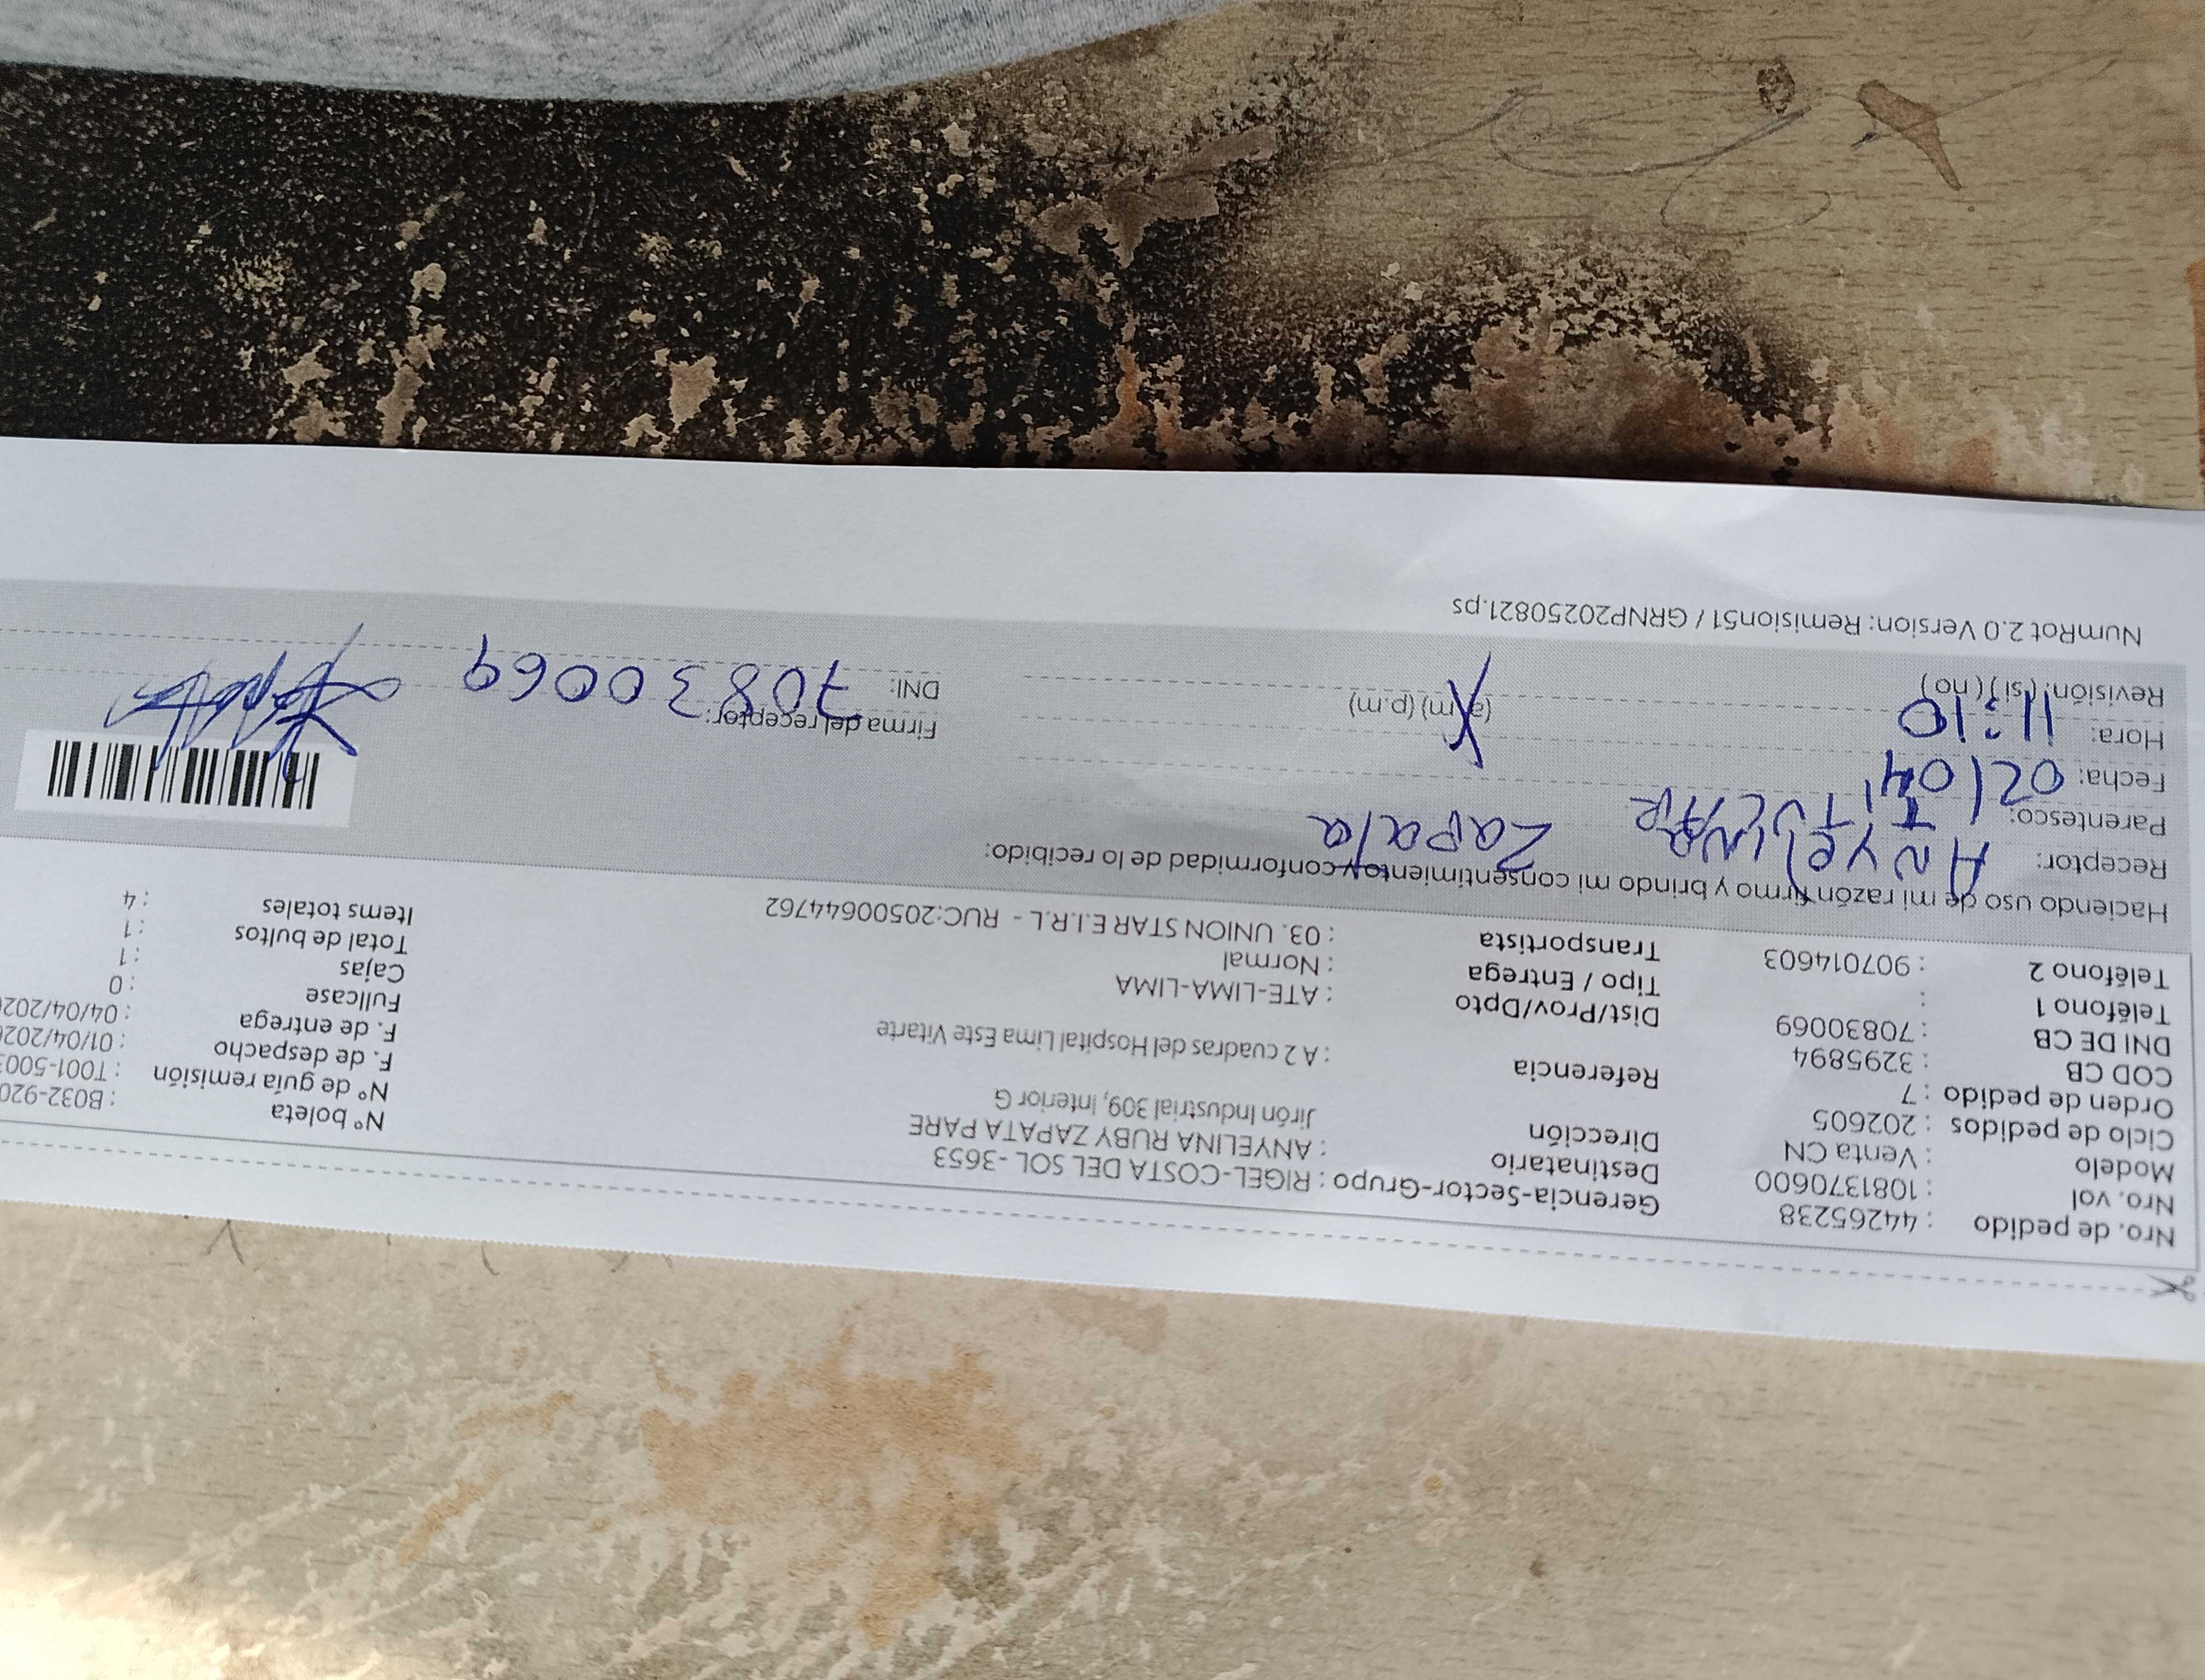 Nro. de pedido : 44265238
Nro. vol : 1081370600
Modelo : Venta CN
Ciclo de pedidos : 202605
Orden de pedido : 7
COD CB : 3295894
DNI DE CB : 70830069
Teléfono 1 :
Teléfono 2 : 907014603
Gerencia-Sector-Grupo : RIGEL-COSTA DEL SOL -3653
Destinatario : ANYELINA RUBY ZAPATA PARE
Dirección Jirón Industrial 309, Interior G
Referencia : A 2 cuadras del Hospital Lima Este Vitarte
Dist/Prov/Dpto : ATE-LIMA-LIMA
Tipo / Entrega : Normal
Transportista : 03. UNION STAR E.I.R.L - RUC:20500644762
N° boleta : B032-920
N° de guía remisión : T001-5003
F. de despacho : 01/04/202
F. de entrega : 04/04/202
Fullcase : 0
Cajas : 1
Total de bultos : 1
Items totales : 4
Haciendo uso de mi razón firmo y brindo mi consentimiento y conformidad de lo recibido:
Receptor: ANYELINA Zapata
Parentesco: TITULAR
Fecha: 02/04
Hora: 11:10 (a.m) (p.m)
Revisión: (si) (no)
Firma del receptor:
DNI: 70830069
NumRot 2.0 Version: Remision51 / GRNP20250821.ps